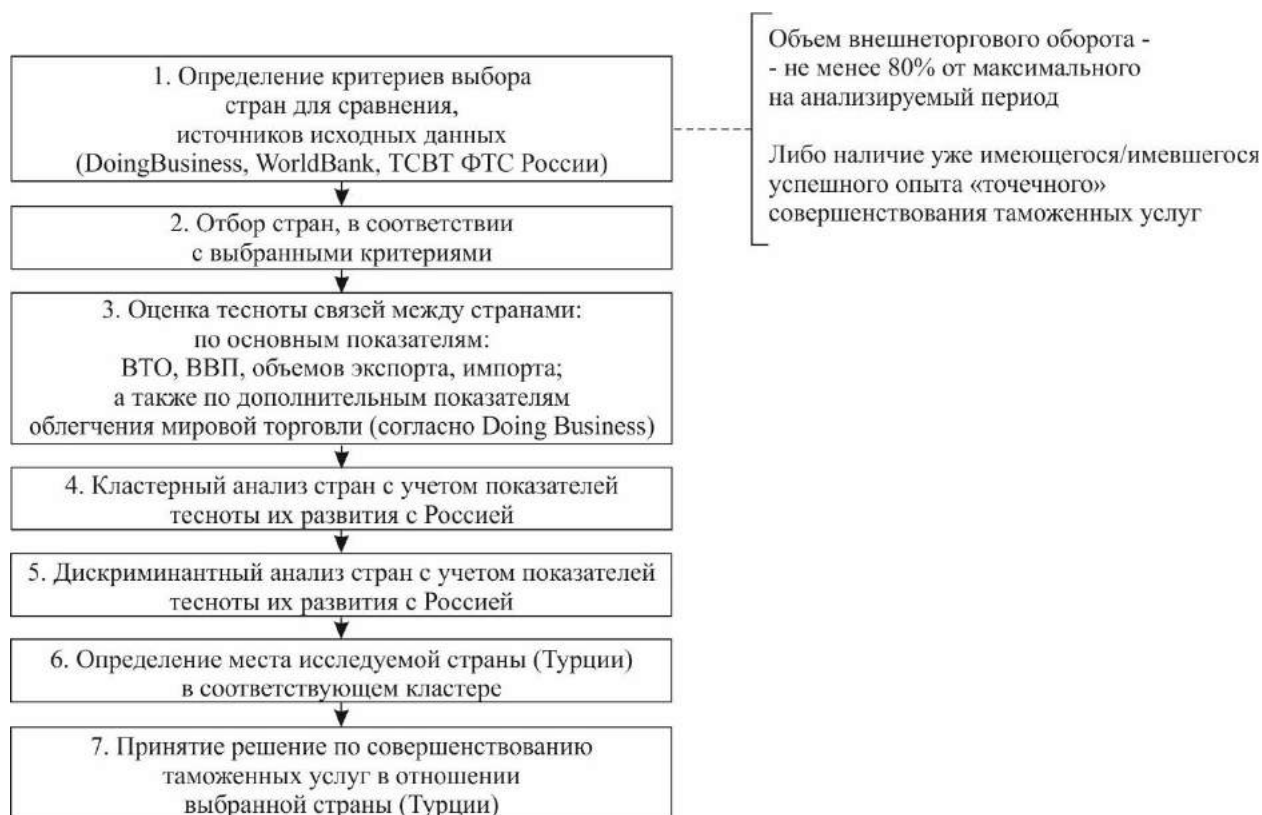 1. Определение критериев выбора
стран для сравнения,
источников исходных данных
(DoingBusiness, WorldBank, ТСВТ ФТС России)
Объем внешнеторгового оборота -
- не менее 80% от максимального
на анализируемый период
Либо наличие уже имеющегося/имевшегося
успешного опыта «точечного»
совершенствования таможенных услуг
2. Отбор стран, в соответствии
с выбранными критериями
3. Оценка тесноты связей между странами:
по основным показателям:
ВТО, ВВП, объемов экспорта, импорта;
а также по дополнительным показателям
облегчения мировой торговли (согласно Doing Business)
4. Кластерный анализ стран с учетом показателей
тесноты их развития с Россией
5. Дискриминантный анализ стран с учетом показателей
тесноты их развития с Россией
6. Определение места исследуемой страны (Турции)
в соответствующем кластере
7. Принятие решение по совершенствованию
таможенных услуг в отношении
выбранной страны (Турции)